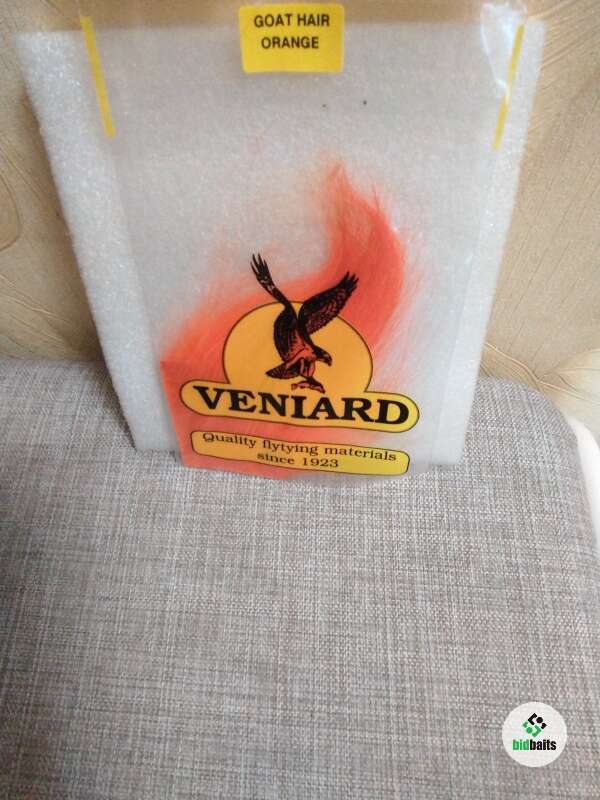 GOAT HAIR
ORANGE
VENIARD
Quality flytying materials
since 1923
bidbaits